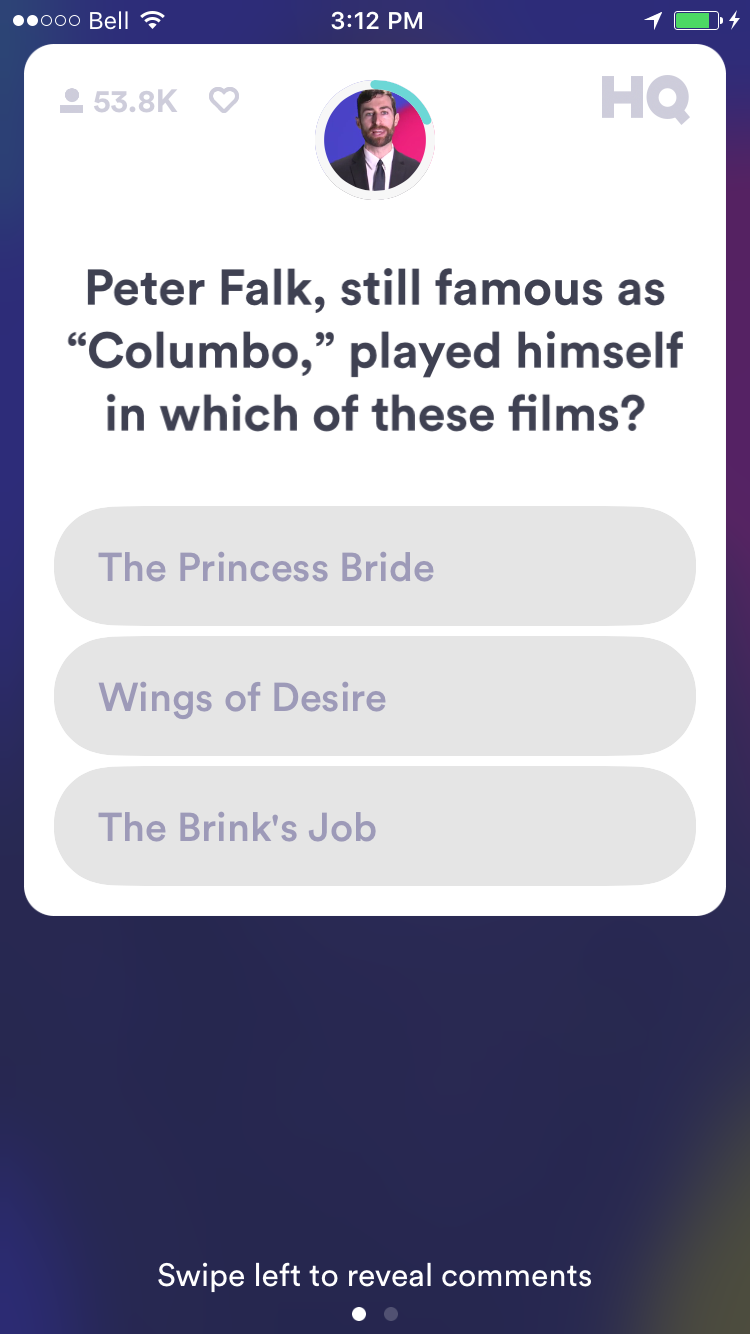 Bell 3:12 PM
53.8K HQ
Peter Falk, still famous as
“Columbo,” played himself
in which of these films?
The Princess Bride
Wings of Desire
The Brink's Job
Swipe left to reveal comments